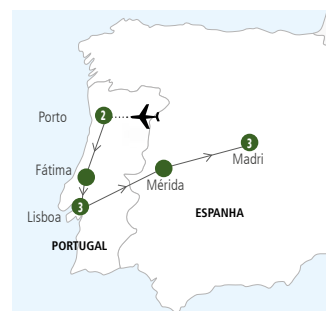 Porto
2
3
Madri
Fátima
Mérida
Lisboa
3
ESPANHA
PORTUGAL